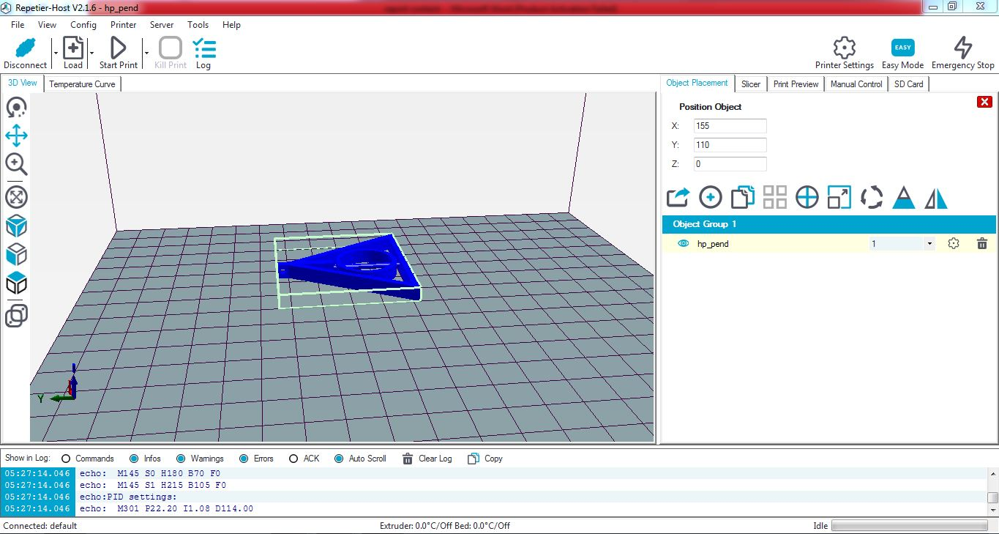 Repetier-Host V2.1.6 - hp_pend
File View Config Printer Server Tools Help
Disconnect Load Start Print Kill Print Log Printer Settings EASY Easy Mode Emergency Stop
3D View Temperature Curve
Object Placement Slicer Print Preview Manual Control SD Card
Position Object
X: 155
Y: 110
Z: 0
Object Group 1
hp_pend 1
Y
Show in Log: Commands Infos Warnings Errors ACK Auto Scroll Clear Log Copy
05:27:14.046 echo: M145 S0 H180 B70 F0
05:27:14.046 echo: M145 S1 H215 B105 F0
05:27:14.046 echo:PID settings:
05:27:14.046 echo: M301 P22.20 I1.08 D114.00
Connected: default Extruder: 0.0°C/Off Bed: 0.0°C/Off Idle